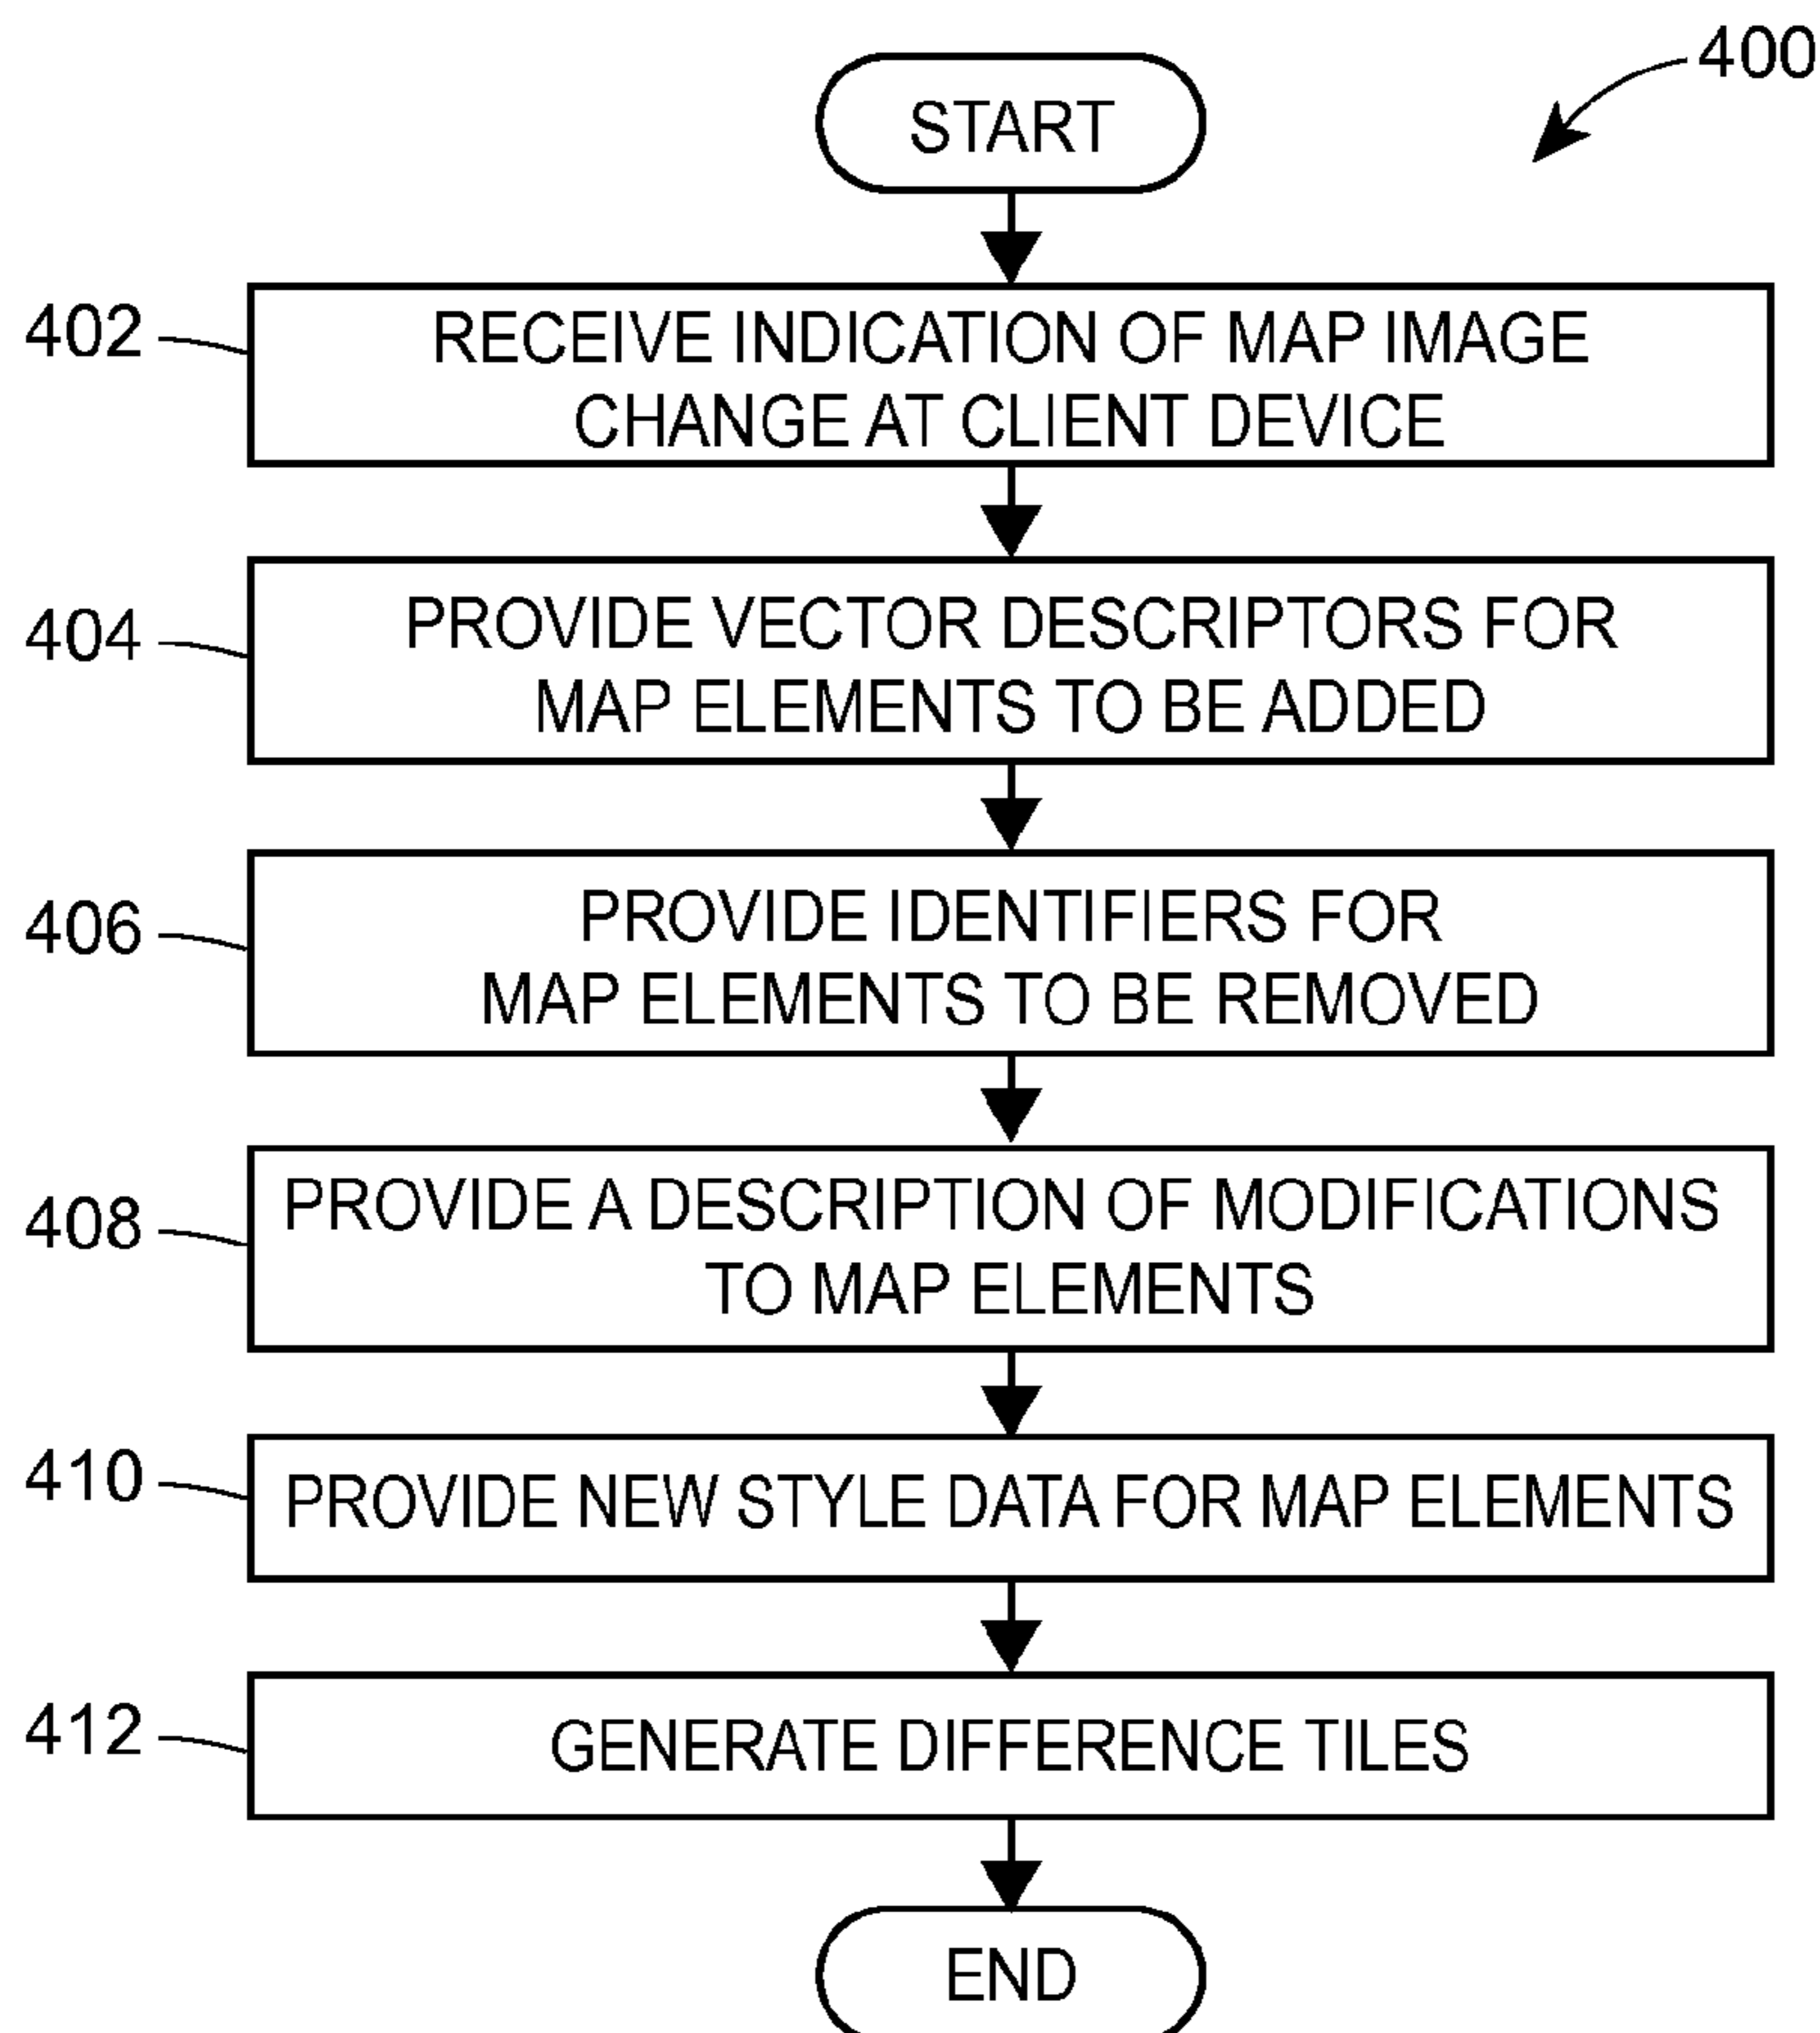 400
START
402
RECEIVE INDICATION OF MAP IMAGE
CHANGE AT CLIENT DEVICE
404
PROVIDE VECTOR DESCRIPTORS FOR
MAP ELEMENTS TO BE ADDED
406
PROVIDE IDENTIFIERS FOR
MAP ELEMENTS TO BE REMOVED
408
PROVIDE A DESCRIPTION OF MODIFICATIONS
TO MAP ELEMENTS
410
PROVIDE NEW STYLE DATA FOR MAP ELEMENTS
412
GENERATE DIFFERENCE TILES
END